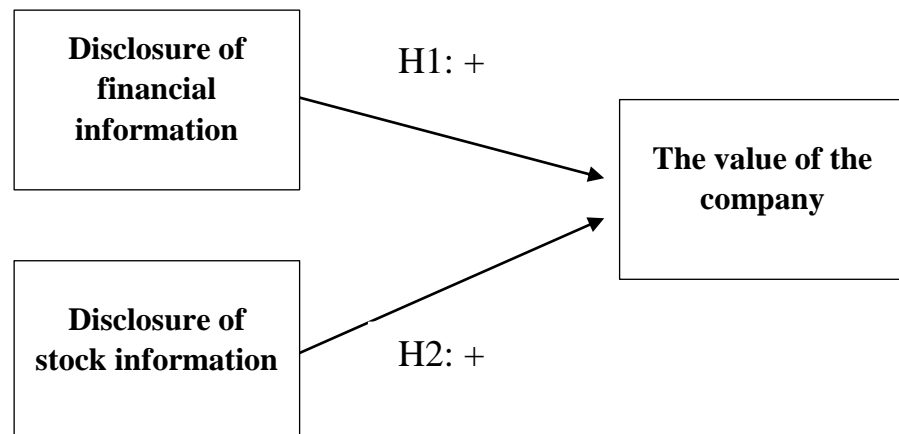 Disclosure of
financial
information
H1: +
The value of the
company
Disclosure of
stock information
H2: +